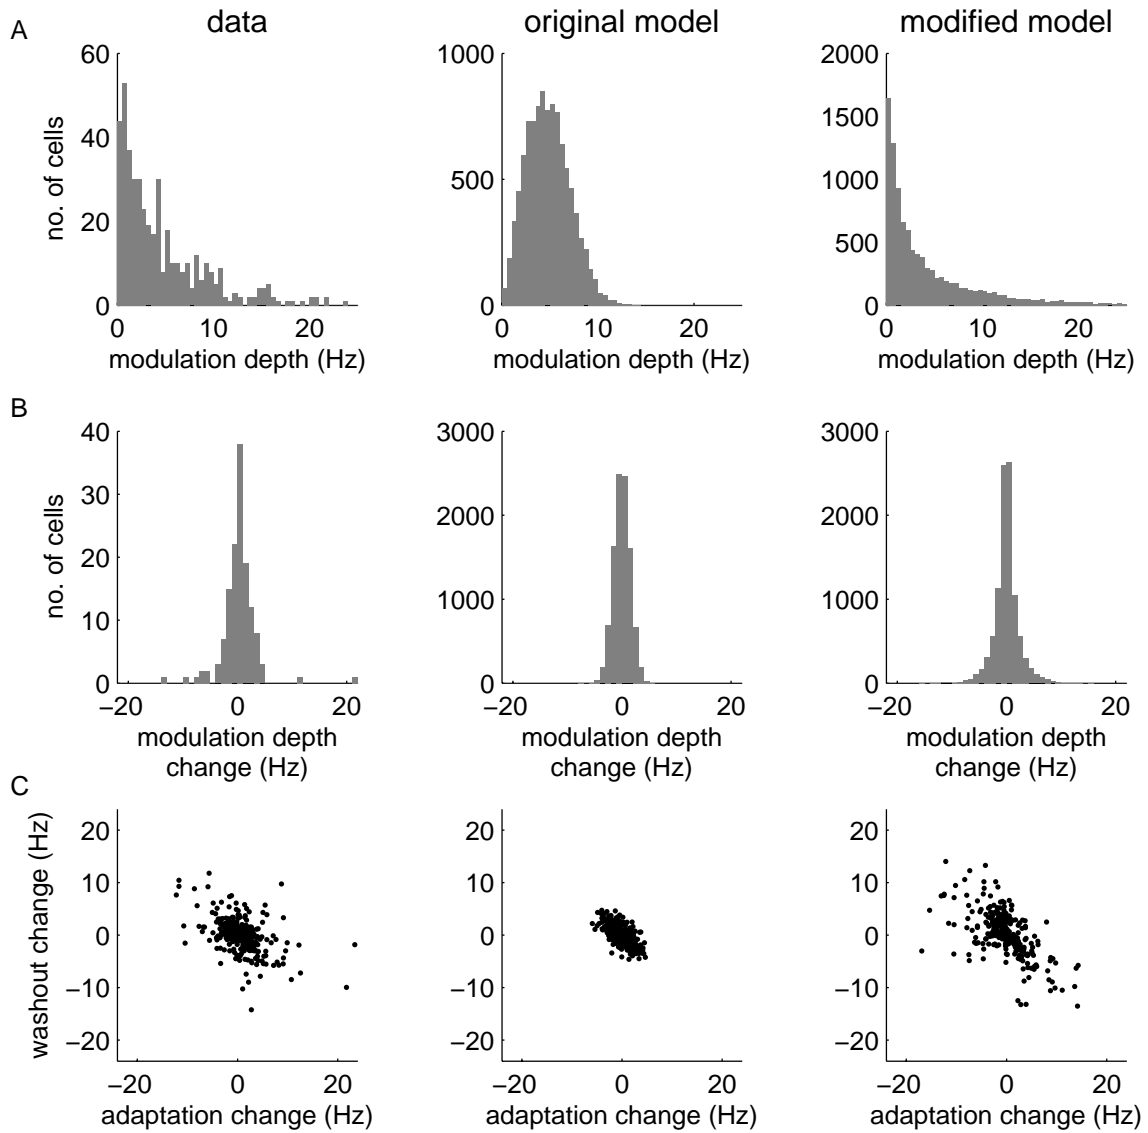 A
data
original model
modified model
60
40
20
0
no. of cells
0 10 20
modulation depth (Hz)
1000
500
0
0 10 20
modulation depth (Hz)
2000
1500
1000
500
0
0 10 20
modulation depth (Hz)
B
40
30
20
10
0
no. of cells
−20 0 20
modulation depth
change (Hz)
3000
2000
1000
0
−20 0 20
modulation depth
change (Hz)
3000
2000
1000
0
−20 0 20
modulation depth
change (Hz)
C
20
10
0
−10
−20
washout change (Hz)
−20 0 20
adaptation change (Hz)
20
10
0
−10
−20
−20 0 20
adaptation change (Hz)
20
10
0
−10
−20
−20 0 20
adaptation change (Hz)